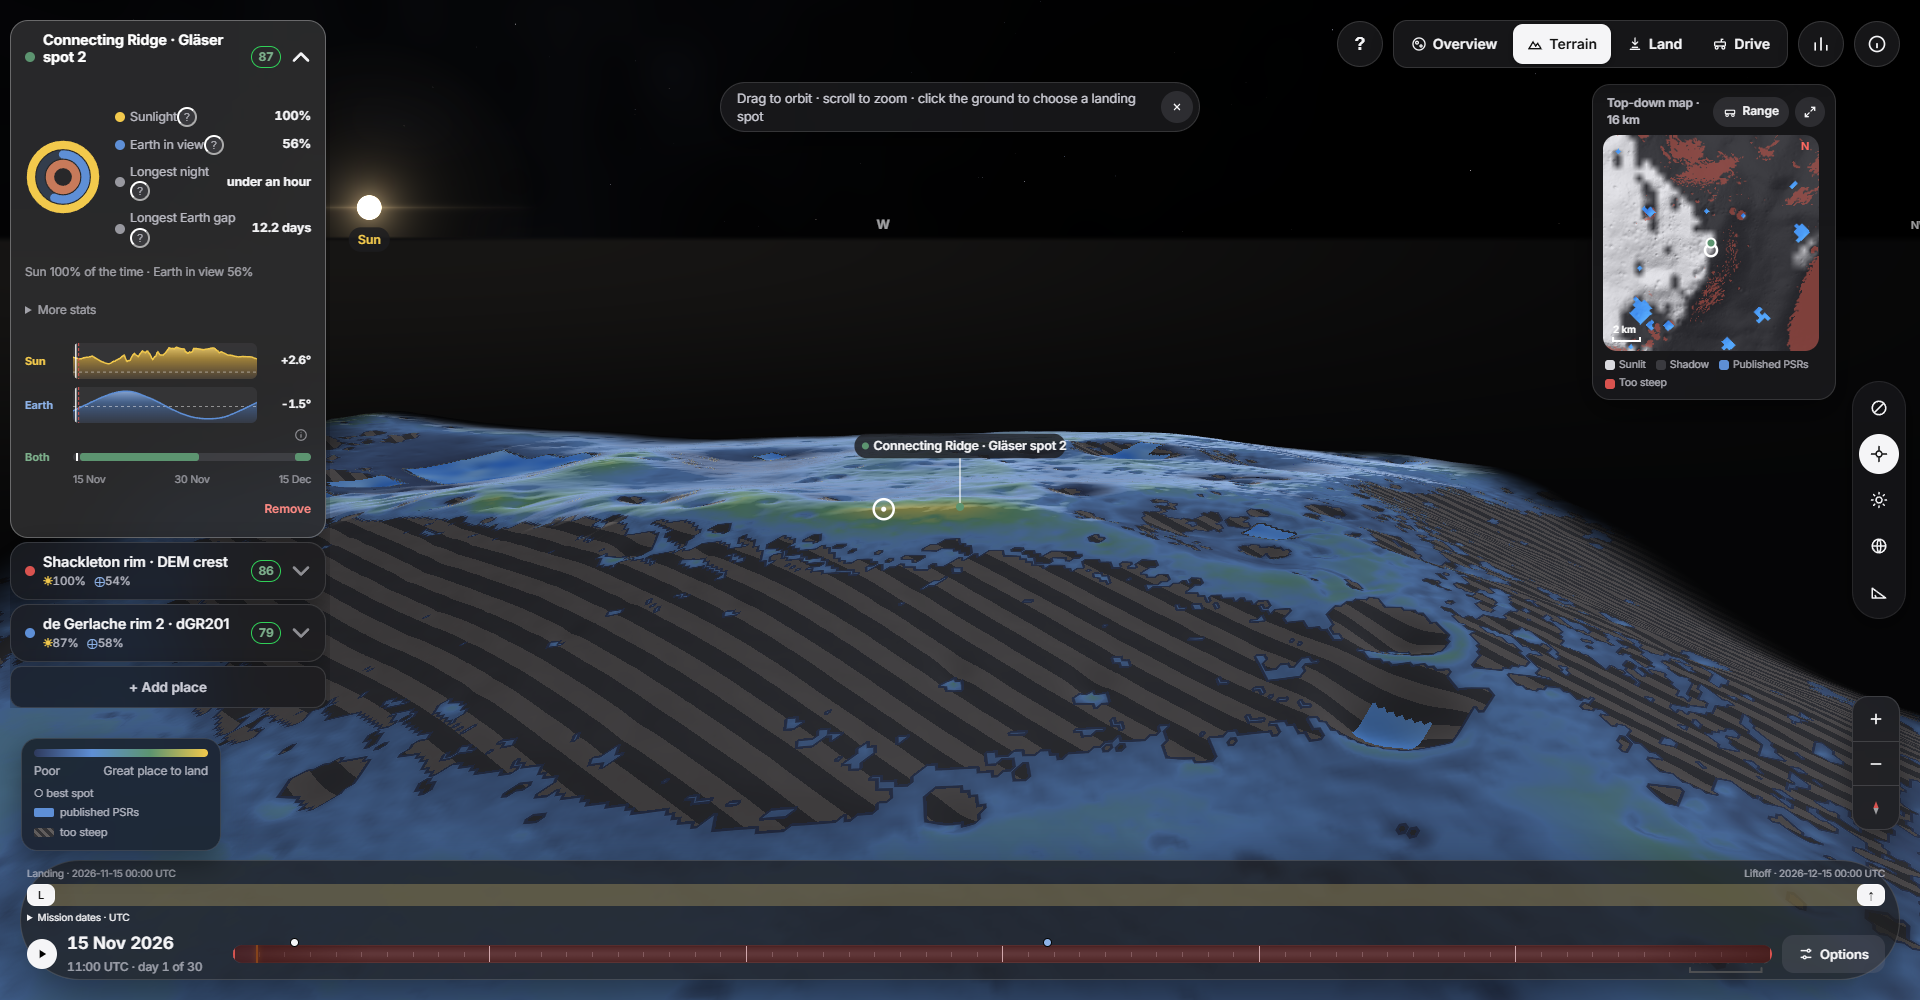 Connecting Ridge · Gläser
spot 2
87
Sunlight ?
100%
Earth in view ?
56%
Longest night
?
under an hour
Longest Earth gap
?
12.2 days
Sun 100% of the time · Earth in view 56%
More stats
Sun
+2.6°
Earth
-1.5°
Both
15 Nov
30 Nov
15 Dec
Remove
Shackleton rim · DEM crest
86
100% 54%
de Gerlache rim 2 · dGR201
79
87% 58%
+ Add place
Poor
Great place to land
best spot
published PSRs
too steep
Sun
W
Drag to orbit · scroll to zoom · click the ground to choose a landing
spot
×
Connecting Ridge · Gläser spot 2
?
Overview
Terrain
Land
Drive
Top-down map ·
16 km
Range
N
2 km
Sunlit
Shadow
Published PSRs
Too steep
+
−
Landing · 2026-11-15 00:00 UTC
Liftoff · 2026-12-15 00:00 UTC
L
↑
Mission dates · UTC
15 Nov 2026
11:00 UTC · day 1 of 30
Options